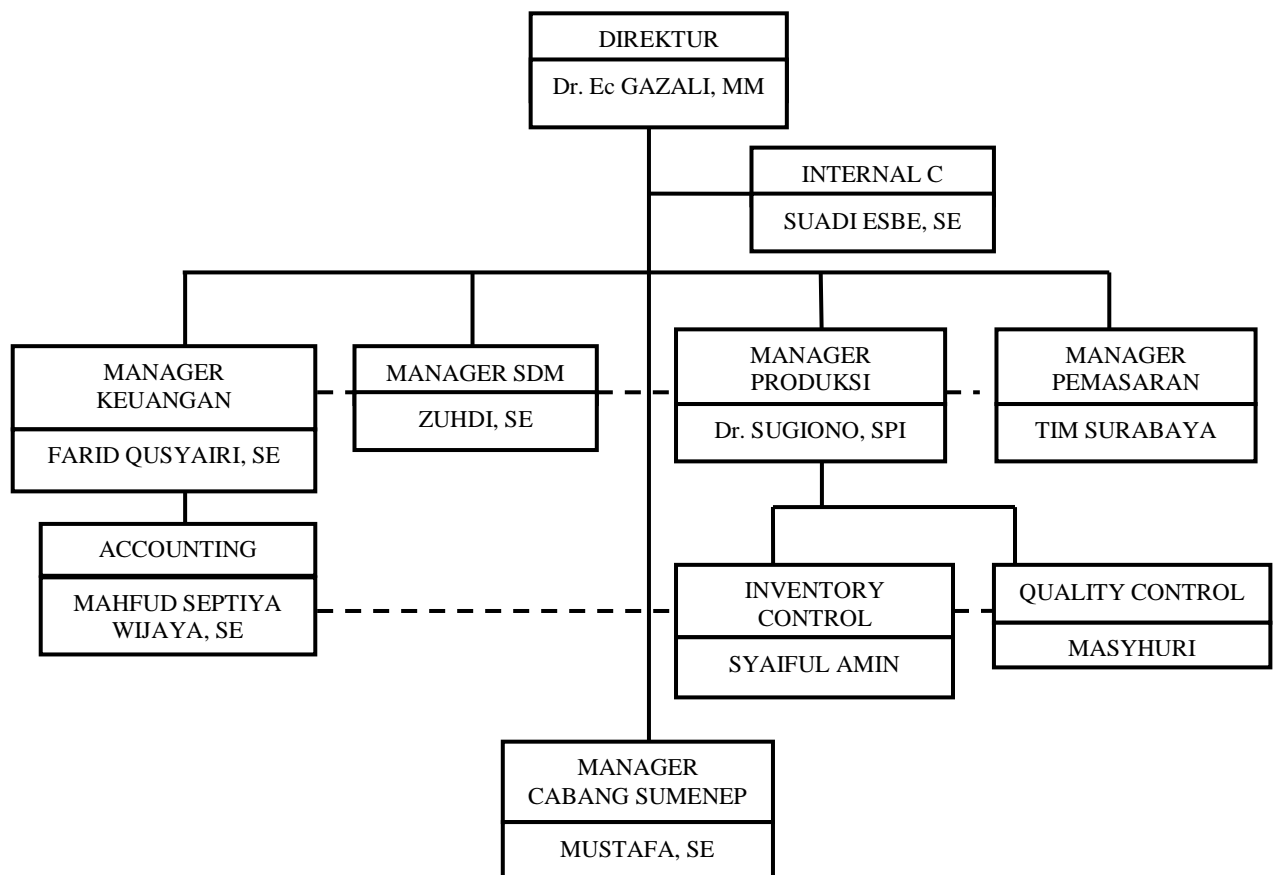 DIREKTUR
Dr. Ec GAZALI, MM
INTERNAL C
SUADI ESBE, SE
MANAGER
KEUANGAN
FARID QUSYAIRI, SE
MANAGER SDM
ZUHDI, SE
MANAGER
PRODUKSI
Dr. SUGIONO, SPI
MANAGER
PEMASARAN
TIM SURABAYA
ACCOUNTING
MAHFUD SEPTIYA
WIJAYA, SE
INVENTORY
CONTROL
SYAIFUL AMIN
QUALITY CONTROL
MASYHURI
MANAGER
CABANG SUMENEP
MUSTAFA, SE